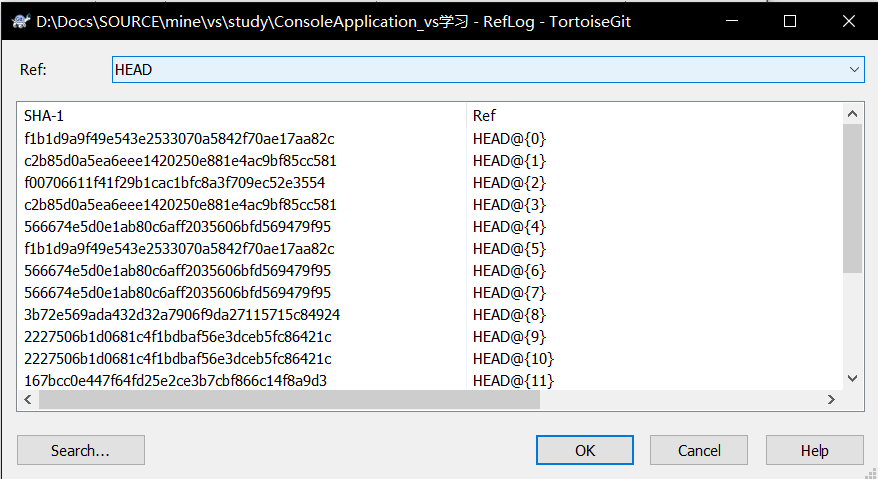 D:\Docs\SOURCE\mine\vs\study\ConsoleApplication_vs学习 - RefLog - TortoiseGit
Ref: HEAD
SHA-1 Ref
f1b1d9a9f49e543e2533070a5842f70ae17aa82c HEAD@{0}
c2b85d0a5ea6eee1420250e881e4ac9bf85cc581 HEAD@{1}
f00706611f41f29b1cac1bfc8a3f709ec52e3554 HEAD@{2}
c2b85d0a5ea6eee1420250e881e4ac9bf85cc581 HEAD@{3}
566674e5d0e1ab80c6aff2035606bfd569479f95 HEAD@{4}
f1b1d9a9f49e543e2533070a5842f70ae17aa82c HEAD@{5}
566674e5d0e1ab80c6aff2035606bfd569479f95 HEAD@{6}
566674e5d0e1ab80c6aff2035606bfd569479f95 HEAD@{7}
3b72e569ada432d32a7906f9da27115715c84924 HEAD@{8}
2227506b1d0681c4f1bdbaf56e3dceb5fc86421c HEAD@{9}
2227506b1d0681c4f1bdbaf56e3dceb5fc86421c HEAD@{10}
167bcc0e447f64fd25e2ce3b7cbf866c14f8a9d3 HEAD@{11}
Search... OK Cancel Help